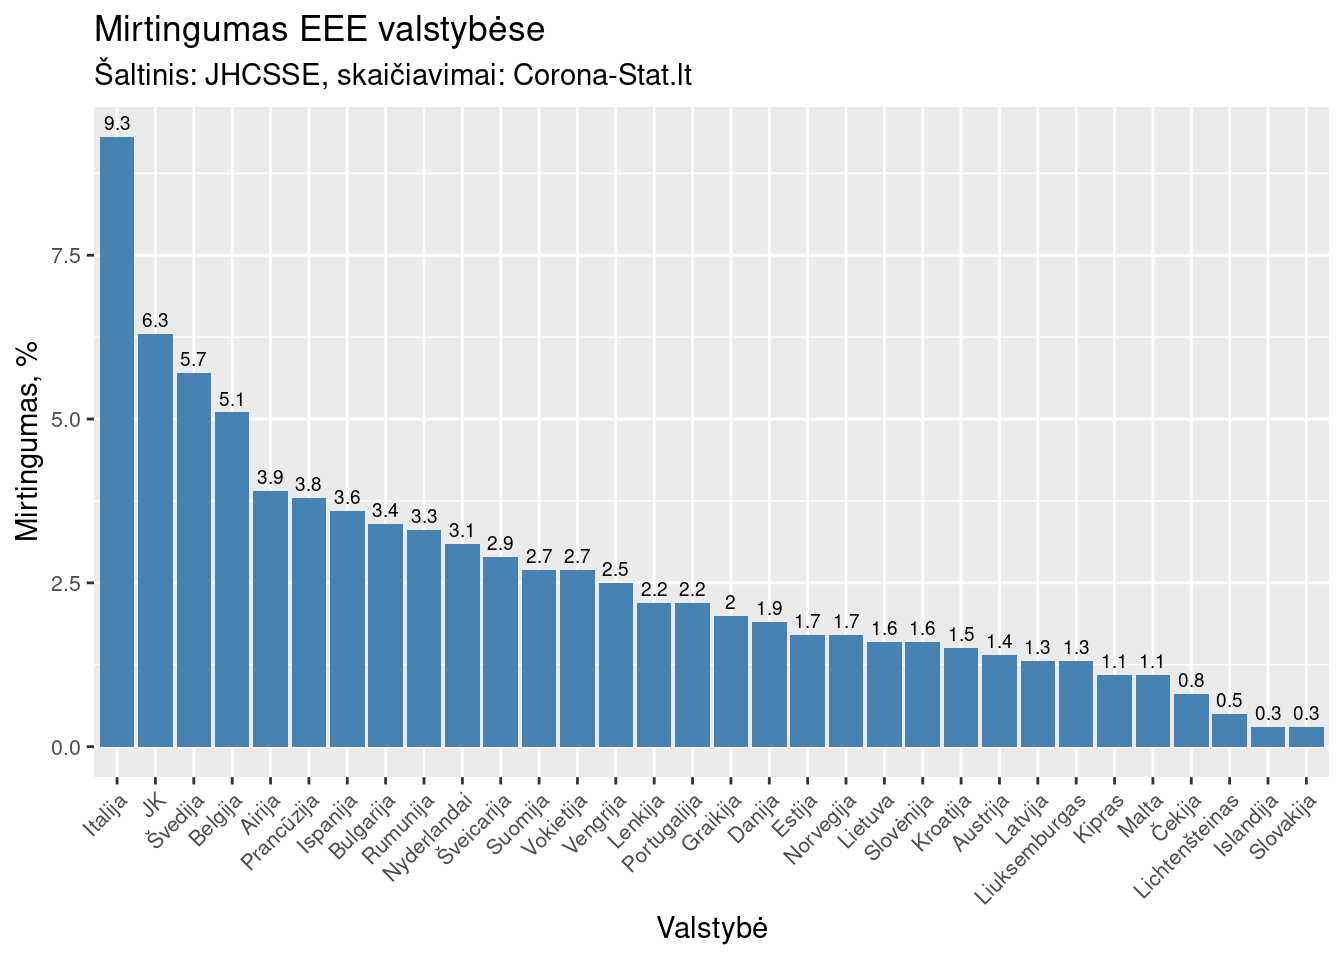 Mirtingumas EEE valstybėse
Šaltinis: JHCSSE, skaičiavimai: Corona-Stat.lt
Mirtingumas, %
7.5
5.0
2.5
0.0
9.3
6.3
5.7
5.1
3.9
3.8
3.6
3.4
3.3
3.1
2.9
2.7
2.7
2.5
2.2
2.2
2
1.9
1.7
1.7
1.6
1.6
1.5
1.4
1.3
1.3
1.1
1.1
0.8
0.5
0.3
0.3
Italija
JK
Švedija
Belgija
Airija
Prancūzija
Ispanija
Bulgarija
Rumunija
Nyderlandai
Šveicarija
Suomija
Vokietija
Vengrija
Lenkija
Portugalija
Graikija
Danija
Estija
Norvegija
Lietuva
Slovėnija
Kroatija
Austrija
Latvija
Liuksemburgas
Kipras
Malta
Čekija
Lichtenšteinas
Islandija
Slovakija
Valstybė